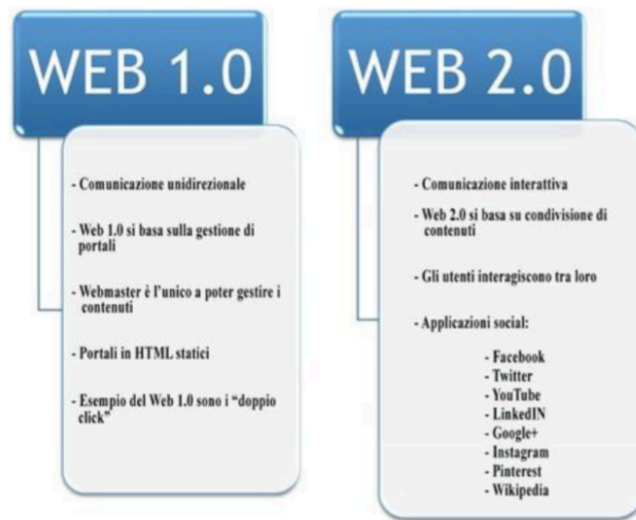 WEB 1.0
- Comunicazione unidirezionale
- Web 1.0 si basa sulla gestione di
portali
- Webmaster è l'unico a poter gestire i
contenuti
- Portali in HTML statici
- Esempio del Web 1.0 sono i “doppio
click”
WEB 2.0
- Comunicazione interattiva
- Web 2.0 si basa su condivisione di
contenuti
- Gli utenti interagiscono tra loro
- Applicazioni social:
- Facebook
- Twitter
- YouTube
- LinkedIN
- Google+
- Instagram
- Pinterest
- Wikipedia